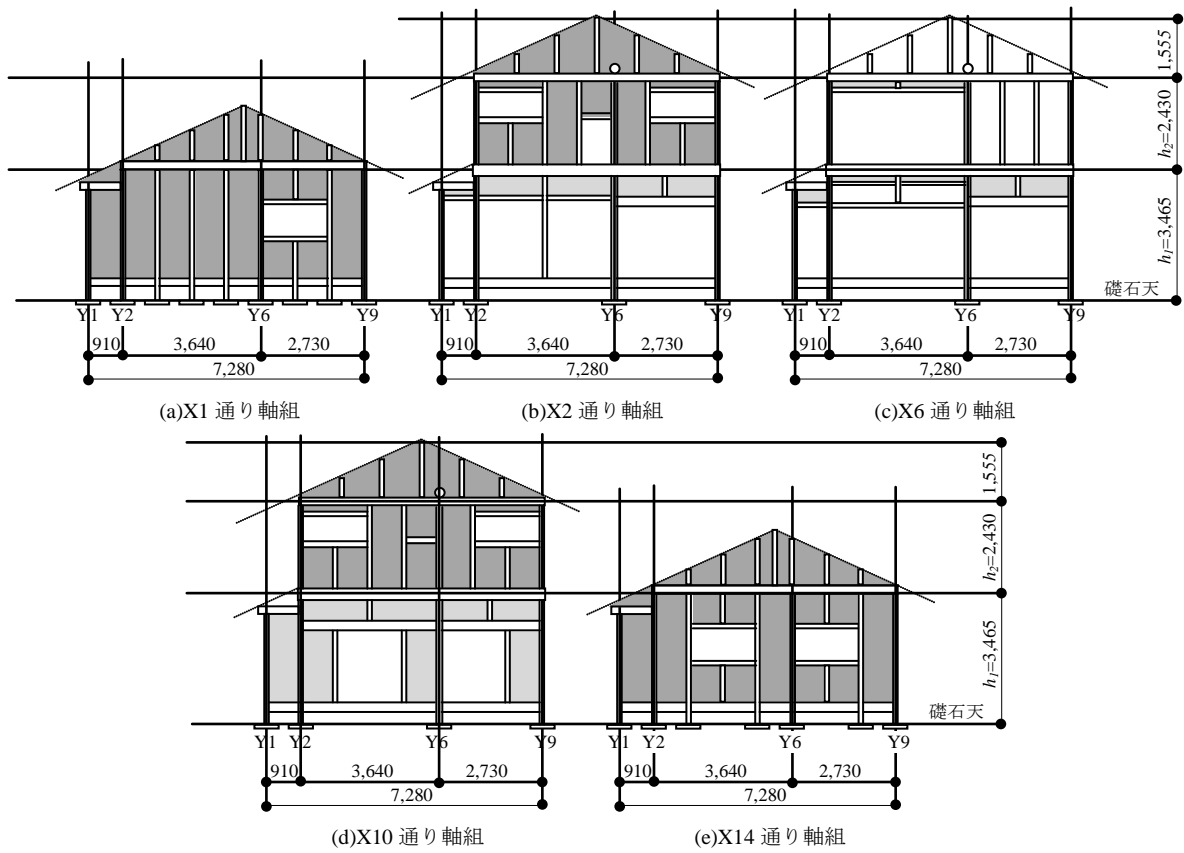 1,555
h2=2,430
h1=3,465
礎石天
Y1 Y2 Y6 Y9
910 3,640 2,730
7,280
(a)X1 通り軸組
Y1 Y2 Y6 Y9
910 3,640 2,730
7,280
(b)X2 通り軸組
Y1 Y2 Y6 Y9
910 3,640 2,730
7,280
(c)X6 通り軸組
1,555
h2=2,430
h1=3,465
礎石天
Y1 Y2 Y6 Y9
910 3,640 2,730
7,280
(d)X10 通り軸組
Y1 Y2 Y6 Y9
910 3,640 2,730
7,280
(e)X14 通り軸組